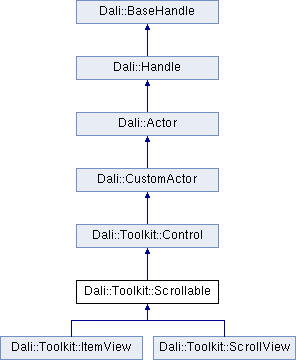 Dali::BaseHandle
Dali::Handle
Dali::Actor
Dali::CustomActor
Dali::Toolkit::Control
Dali::Toolkit::Scrollable
Dali::Toolkit::ItemView
Dali::Toolkit::ScrollView